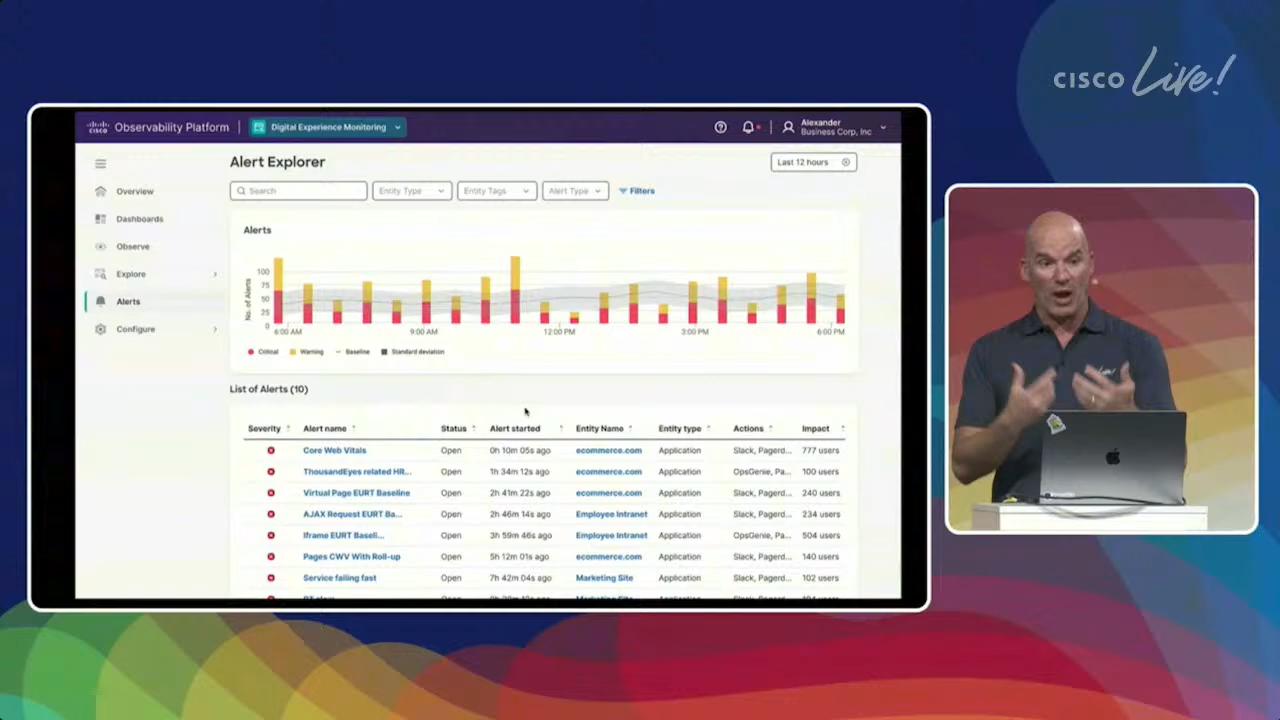 CISCO Live!
CISCO Observability Platform
Digital Experience Monitoring
Alexander
Business Corp, Inc
Alert Explorer
Last 12 hours
Search
Entity Type
Entity Tags
Alert Type
Filters
Overview
Dashboards
Observe
Explore
Alerts
Configure
Alerts
No. of Alerts
100
75
50
25
0
6:00 AM
9:00 AM
12:00 PM
3:00 PM
6:00 PM
Critical
Warning
Baseline
Standard deviation
List of Alerts (10)
Severity Alert name Status Alert started Entity Name Entity type Actions Impact
Core Web Vitals Open 0h 10m 05s ago ecommerce.com Application Slack, Pagerd... 777 users
ThousandEyes related HR... Open 1h 34m 12s ago ecommerce.com Application OpsGenie, Pa... 100 users
Virtual Page EURT Baseline Open 2h 41m 22s ago ecommerce.com Application Slack, Pagerd... 240 users
AJAX Request EURT Ba... Open 2h 46m 14s ago Employee Intranet Application Slack, Pagerd... 234 users
Iframe EURT Baseli... Open 3h 59m 46s ago Employee Intranet Application OpsGenie, Pa... 504 users
Pages CWV With Roll-up Open 5h 12m 01s ago ecommerce.com Application Slack, Pagerd... 140 users
Service failing fast Open 7h 42m 04s ago Marketing Site Application Slack, Pagerd... 102 users